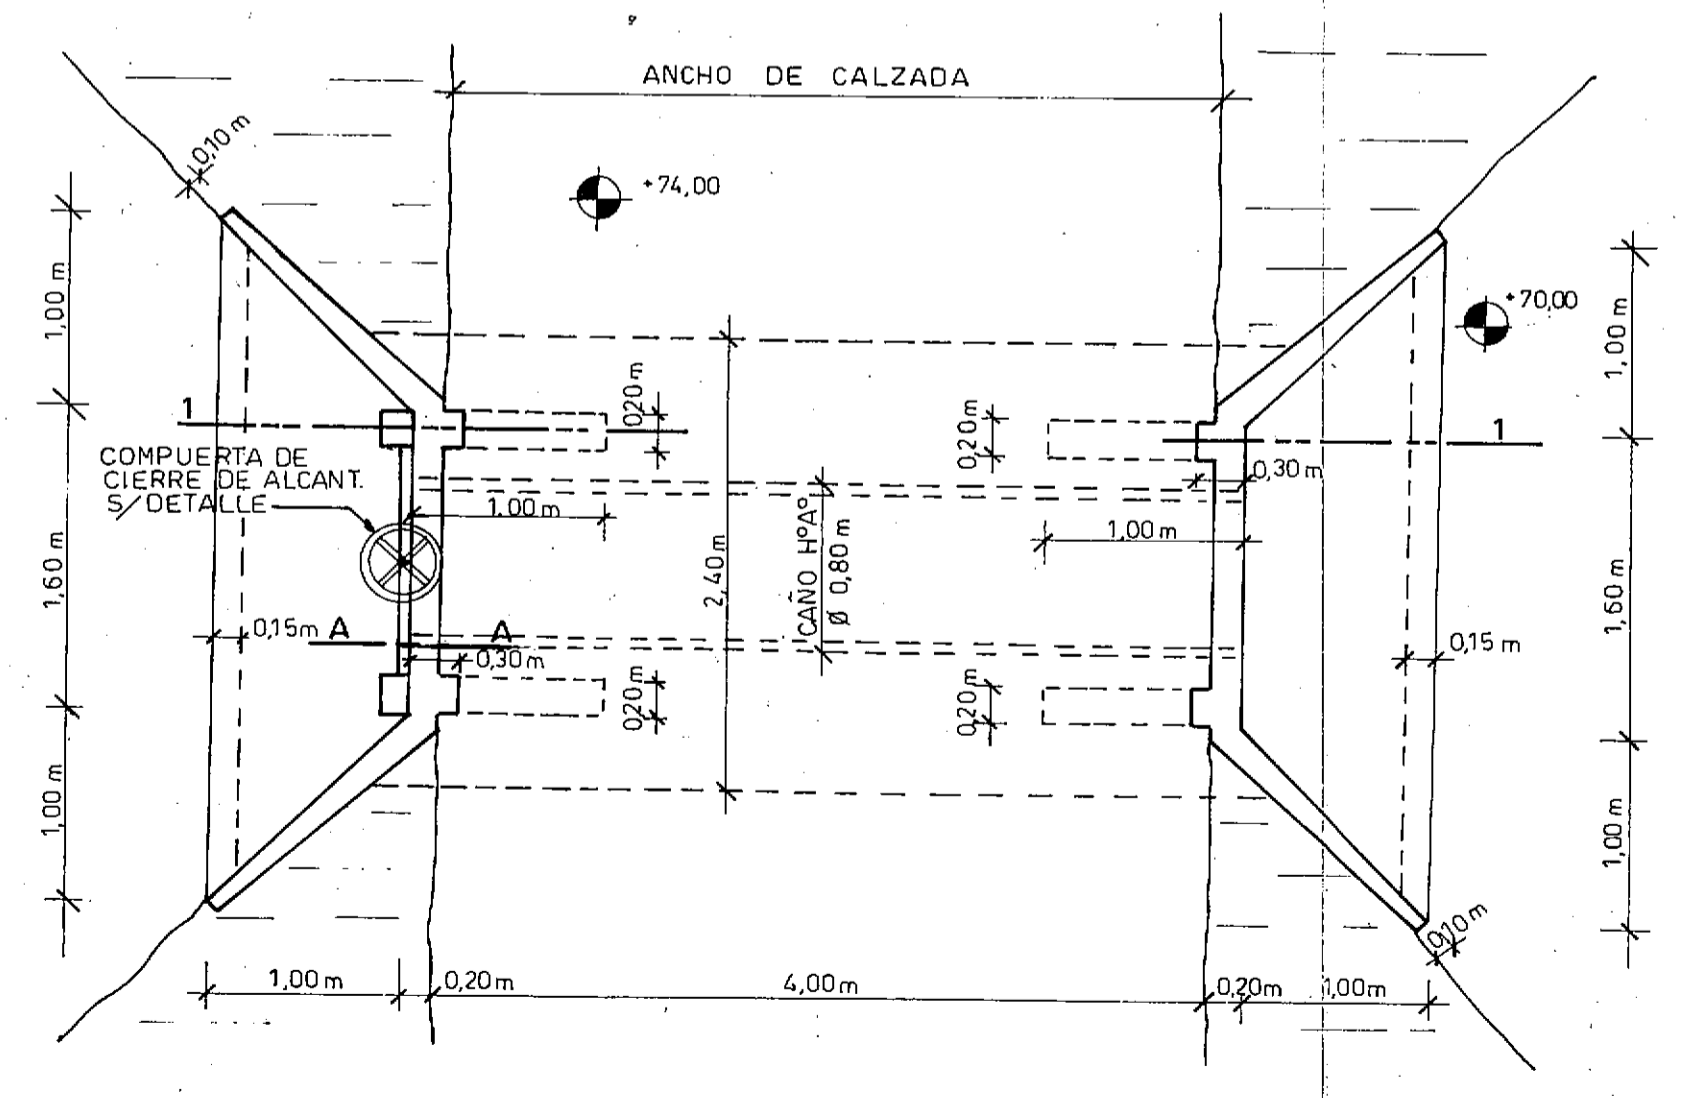 ANCHO DE CALZADA
0,10 m
+74,00
+70,00
1,00 m
1,00 m
0,20 m
0,20 m
1
1
COMPUERTA DE
CIERRE DE ALCANT.
S/DETALLE
0,30 m
1.00 m
1,00 m
CAÑO HºAº
Ø 0,80 m
2,40 m
1,60 m
1,60 m
0,15 m
A
A
0,30 m
0,15 m
0,20 m
0,20 m
1,00 m
1,00 m
0,10 m
1,00 m
0,20 m
4,00 m
0,20 m
1,00 m